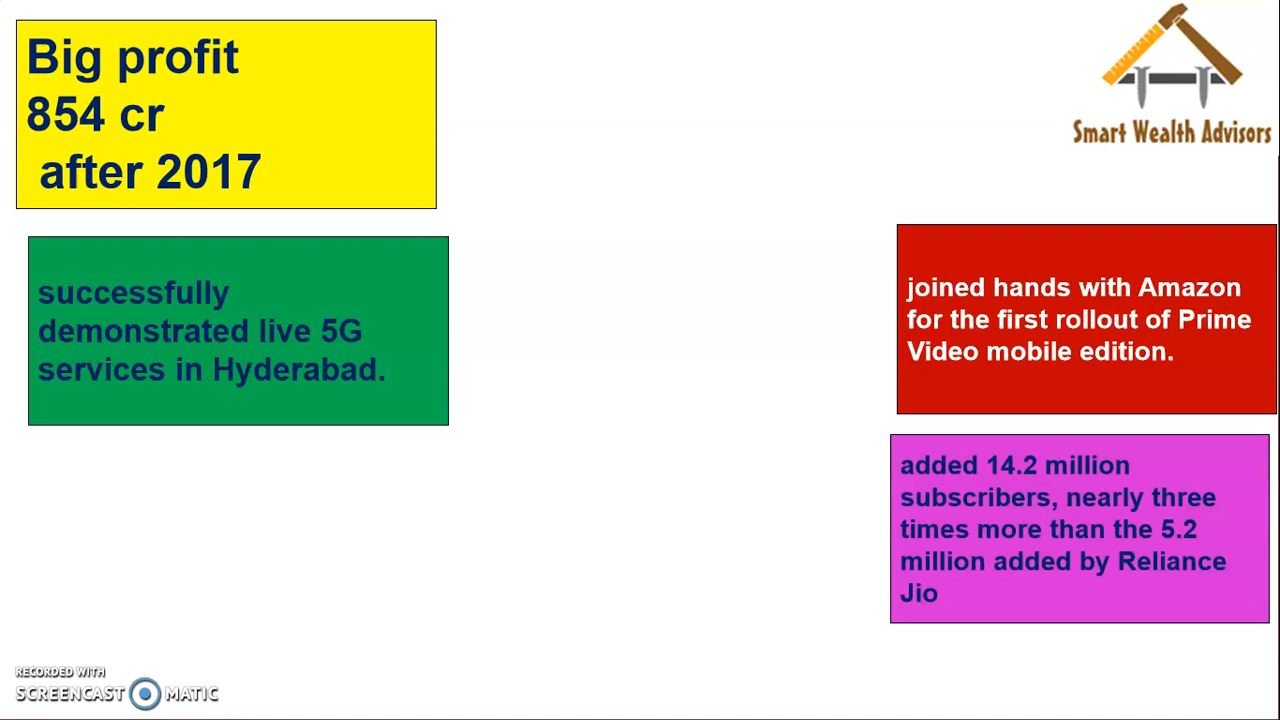 Big profit
854 cr
after 2017
Smart Wealth Advisors
successfully
demonstrated live 5G
services in Hyderabad.
joined hands with Amazon
for the first rollout of Prime
Video mobile edition.
added 14.2 million
subscribers, nearly three
times more than the 5.2
million added by Reliance
Jio
RECORDED WITH
SCREENCAST MATIC